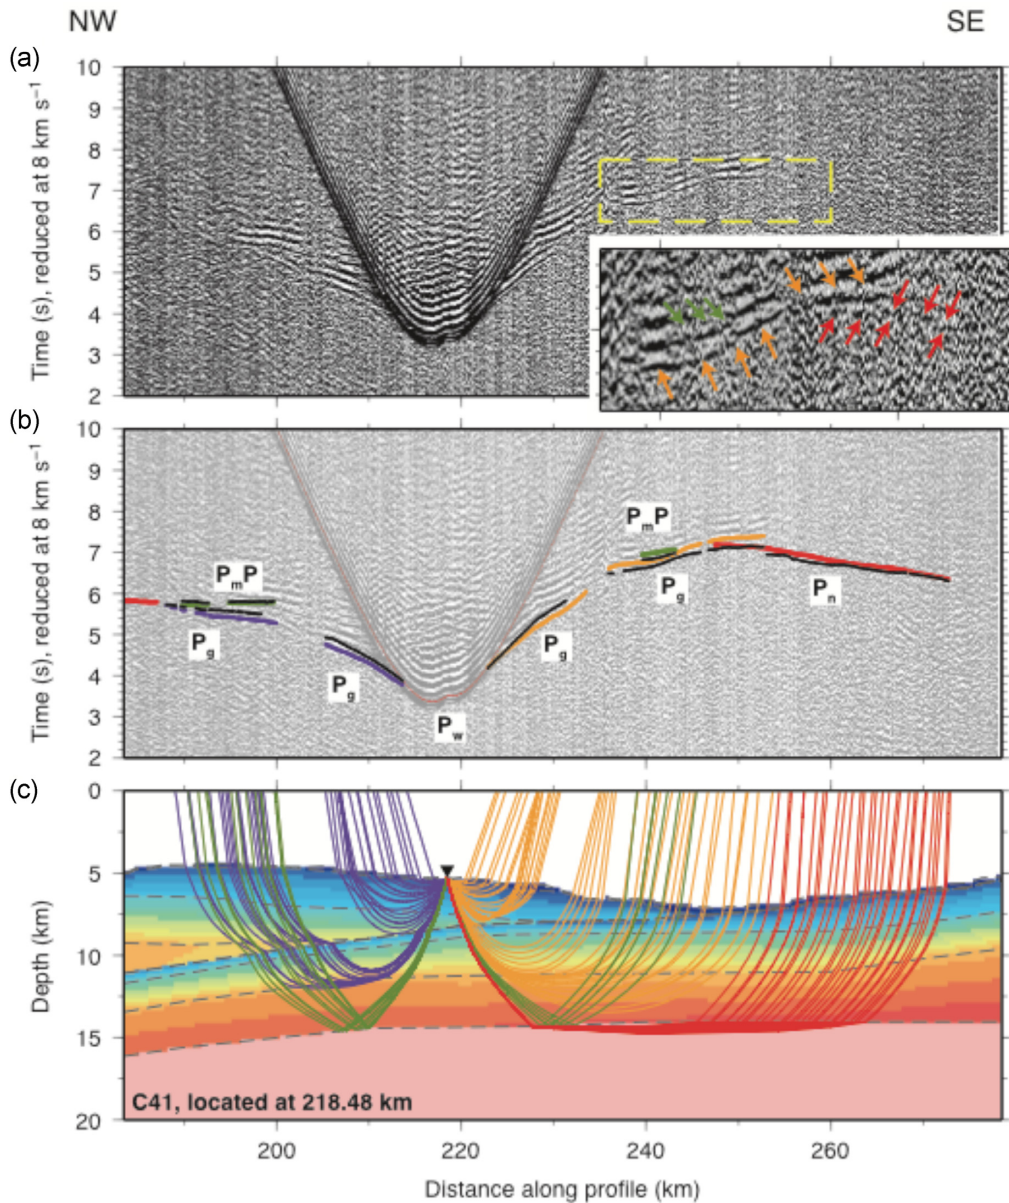 NW SE
(a)
10
9
8
7
6
5
4
3
2
Time (s), reduced at 8 km s⁻¹
(b)
10
9
8
7
6
5
4
3
2
Time (s), reduced at 8 km s⁻¹
PmP
Pg
Pg
Pw
Pg
PmP
Pg
Pn
(c)
0
5
10
15
20
Depth (km)
C41, located at 218.48 km
200 220 240 260
Distance along profile (km)